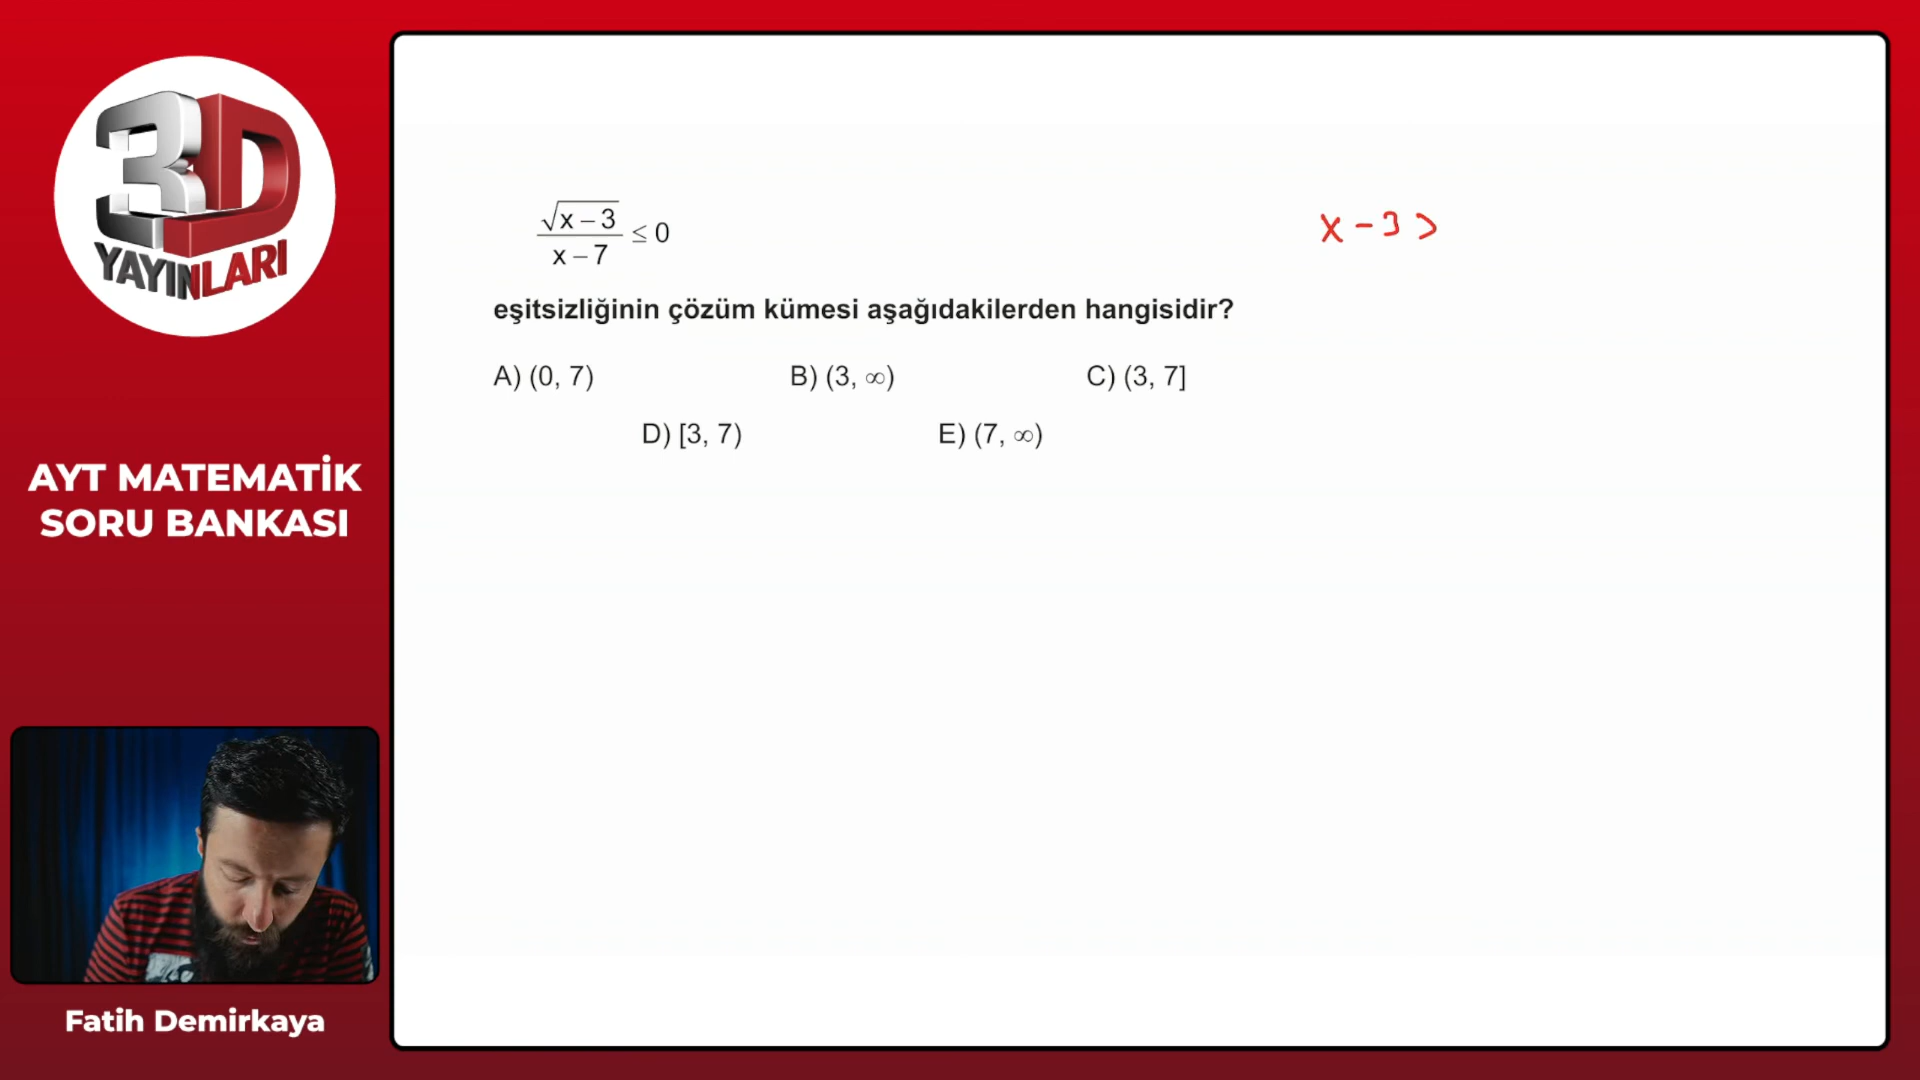 3D
YAYINLARI
AYT MATEMATİK
SORU BANKASI
Fatih Demirkaya
√x – 3
x – 7
≤ 0
x - 3 >
eşitsizliğinin çözüm kümesi aşağıdakilerden hangisidir?
A) (0, 7) B) (3, ∞) C) (3, 7]
D) [3, 7) E) (7, ∞)